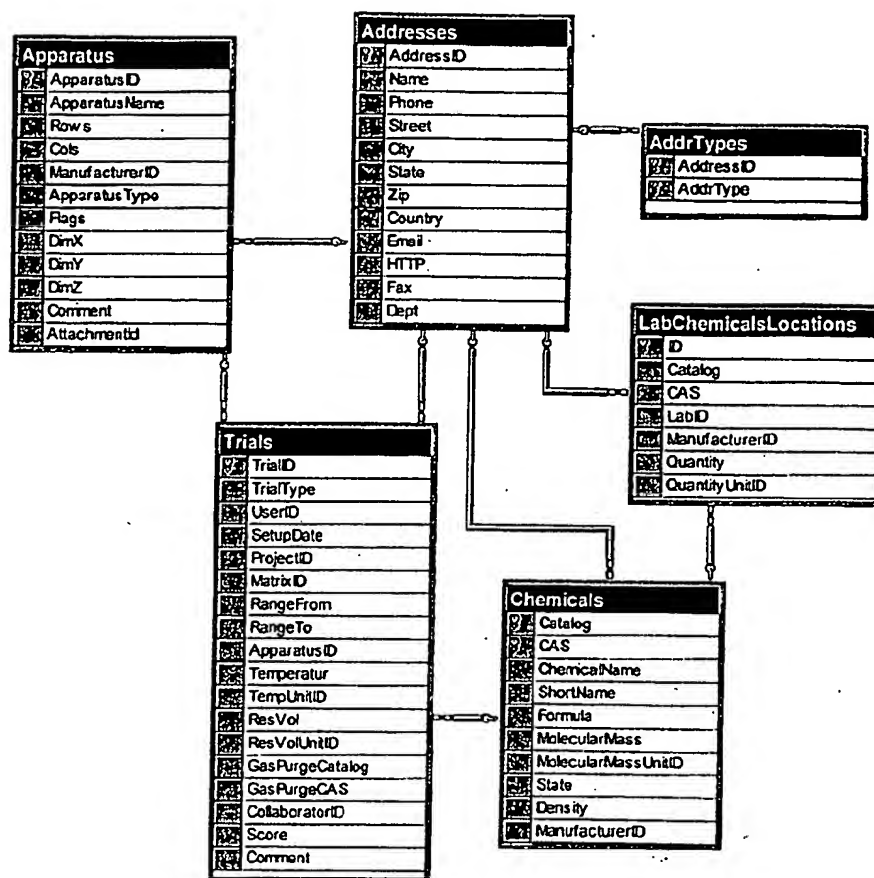 Apparatus
ApparatusID
ApparatusName
Rows
Cols
ManufacturerID
ApparatusType
Flags
DimX
DimY
DimZ
Comment
AttachmentId
Addresses
AddressID
Name
Phone
Street
City
State
Zip
Country
Email
HTTP
Fax
Dept
AddrTypes
AddressID
AddrType
LabChemicalsLocations
ID
Catalog
CAS
LabID
ManufacturerID
Quantity
QuantityUnitID
Trials
TrialID
TrialType
UserID
SetupDate
ProjectID
MatrixID
RangeFrom
RangeTo
ApparatusID
Temperatur
TempUnitID
ResVol
ResVolUnitID
GasPurgeCatalog
GasPurgeCAS
CollaboratorID
Score
Comment
Chemicals
Catalog
CAS
ChemicalName
ShortName
Formula
MolecularMass
MolecularMassUnitID
State
Density
ManufacturerID